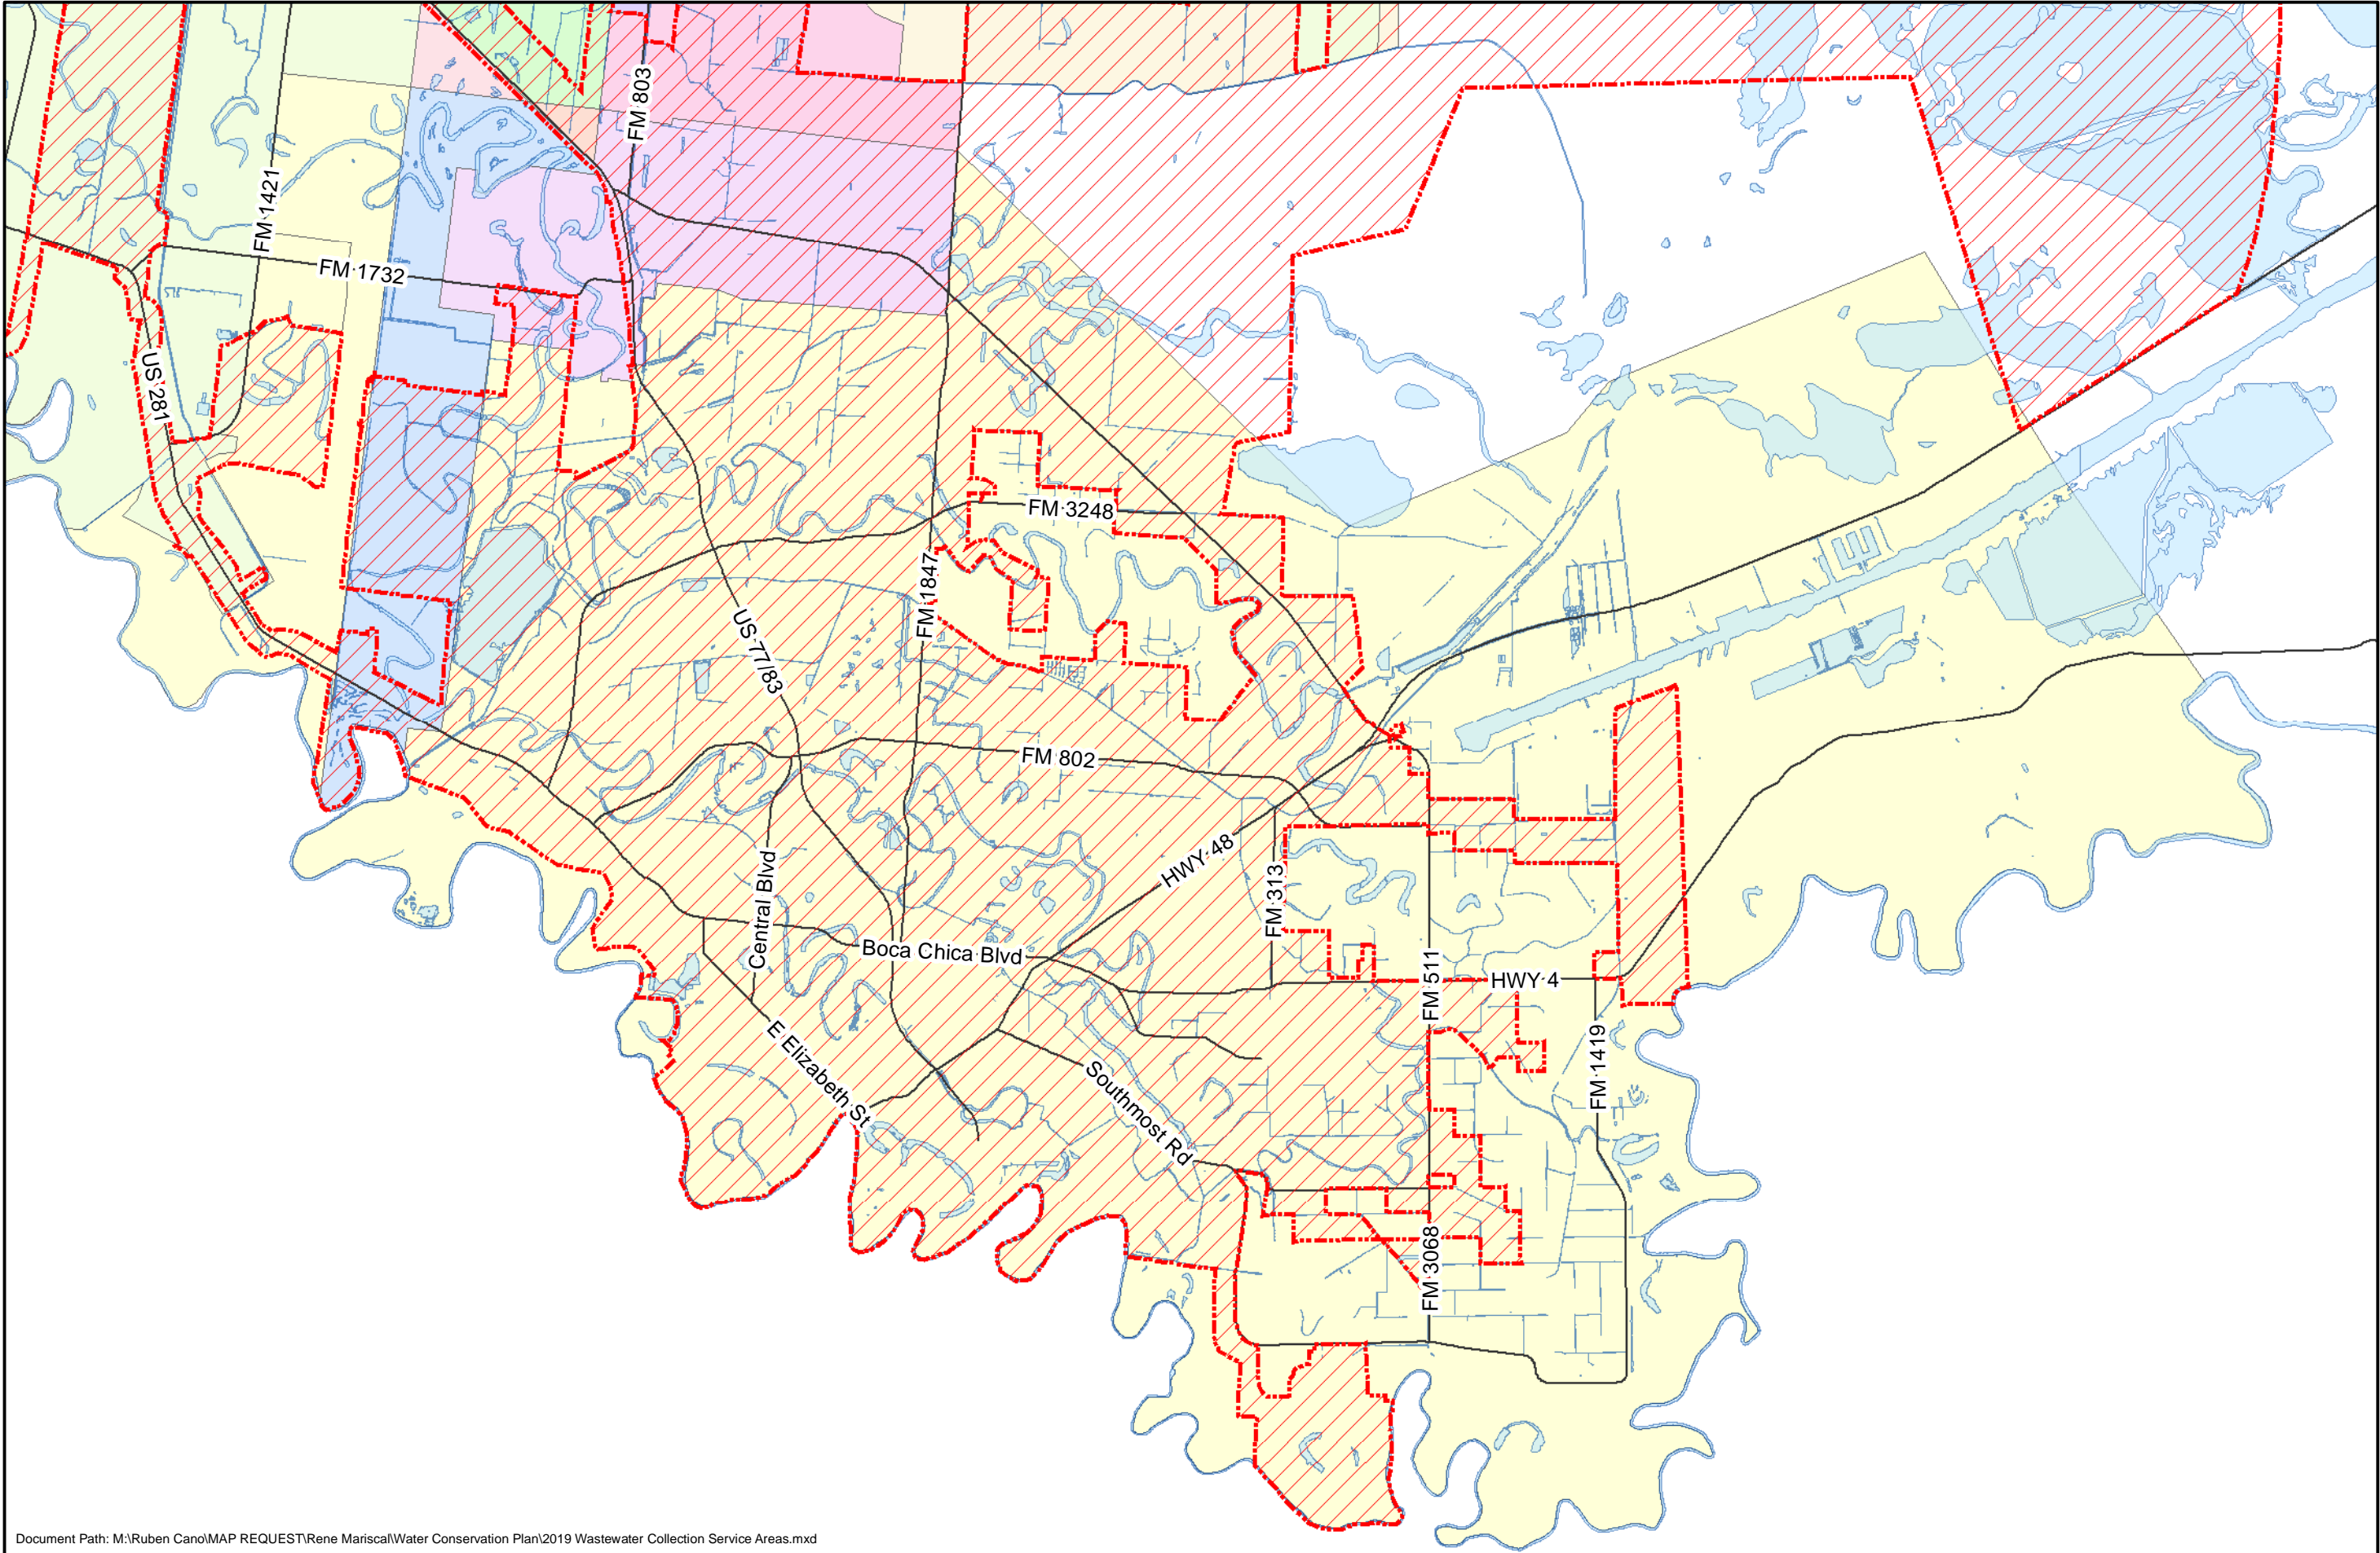 FM 803
FM 1421
FM 1732
US 281
FM 3248
FM 1847
US 77/83
FM 802
HWY 48
Central Blvd
FM 313
Boca Chica Blvd
FM 511
HWY 4
E Elizabeth St
FM 1419
Southmost Rd
FM 3068
Document Path: M:\Ruben Cano\MAP REQUEST\Rene Mariscal\Water Conservation Plan\2019 Wastewater Collection Service Areas.mxd